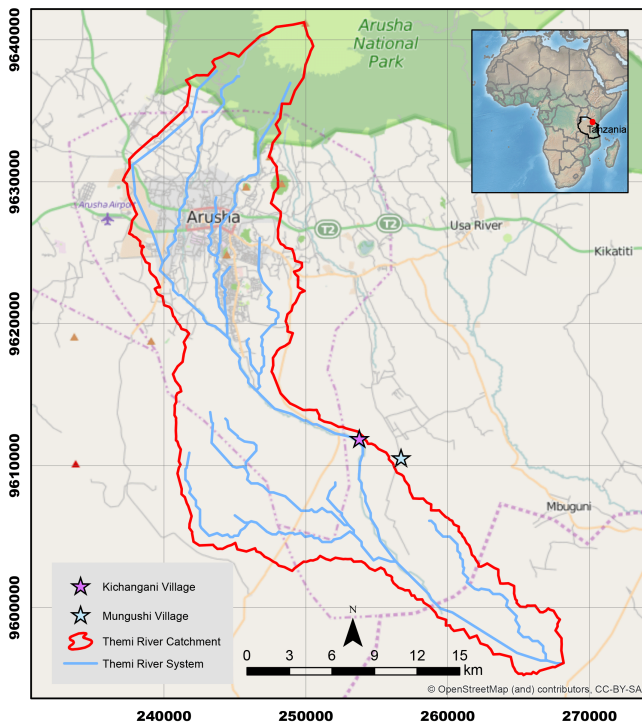 9640000
9630000
9620000
9610000
9600000
Arusha
National
Park
Tanzania
Arusha Airport
Arusha
T2
T2
Usa River
Kikatiti
Mbuguni
Kichangani Village
Mungushi Village
Themi River Catchment
Themi River System
N
0 3 6 9 12 15
km
© OpenStreetMap (and) contributors, CC-BY-SA
240000 250000 260000 270000